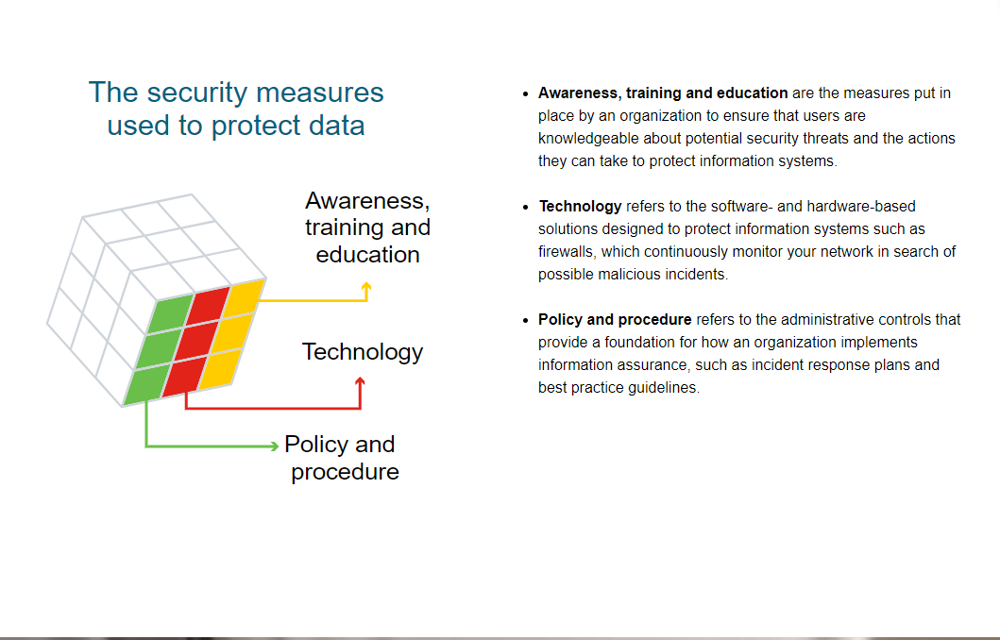 The security measures
used to protect data
Awareness,
training and
education
Technology
Policy and
procedure
• Awareness, training and education are the measures put in
place by an organization to ensure that users are
knowledgeable about potential security threats and the actions
they can take to protect information systems.
• Technology refers to the software- and hardware-based
solutions designed to protect information systems such as
firewalls, which continuously monitor your network in search of
possible malicious incidents.
• Policy and procedure refers to the administrative controls that
provide a foundation for how an organization implements
information assurance, such as incident response plans and
best practice guidelines.